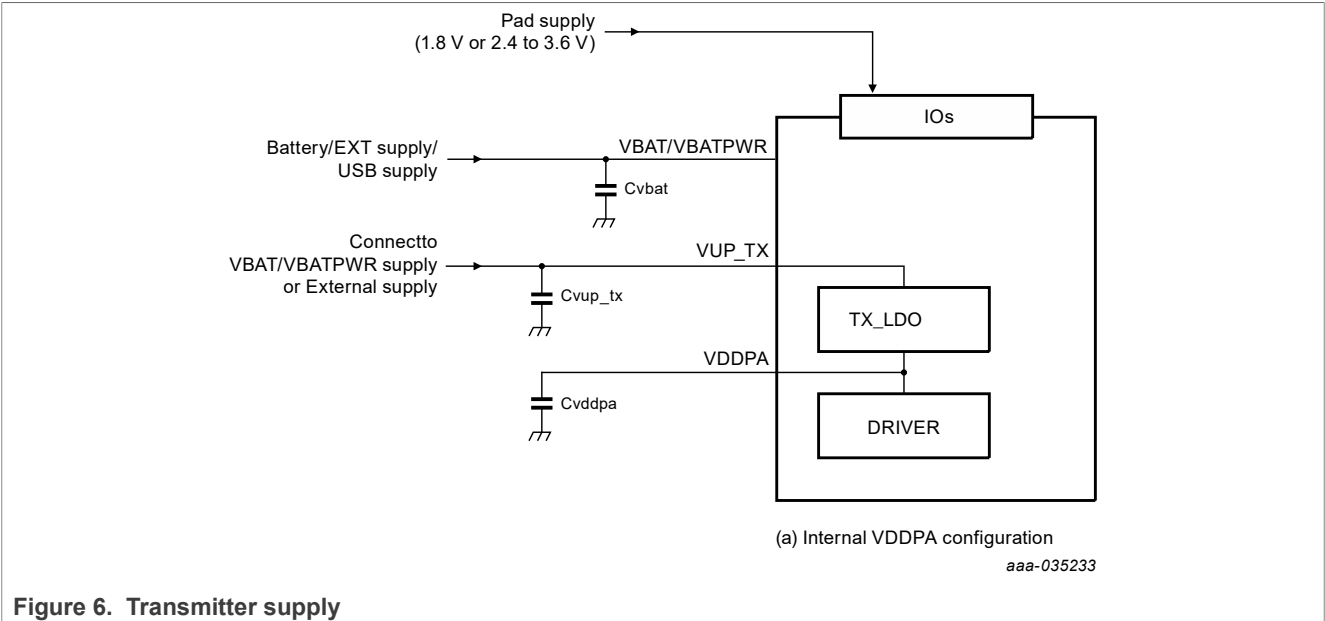 Pad supply
(1.8 V or 2.4 to 3.6 V)
IOs
Battery/EXT supply/
USB supply
VBAT/VBATPWR
Cvbat
Connectto
VBAT/VBATPWR supply
or External supply
VUP_TX
Cvup_tx
TX_LDO
VDDPA
Cvddpa
DRIVER
(a) Internal VDDPA configuration
aaa-035233
Figure 6. Transmitter supply